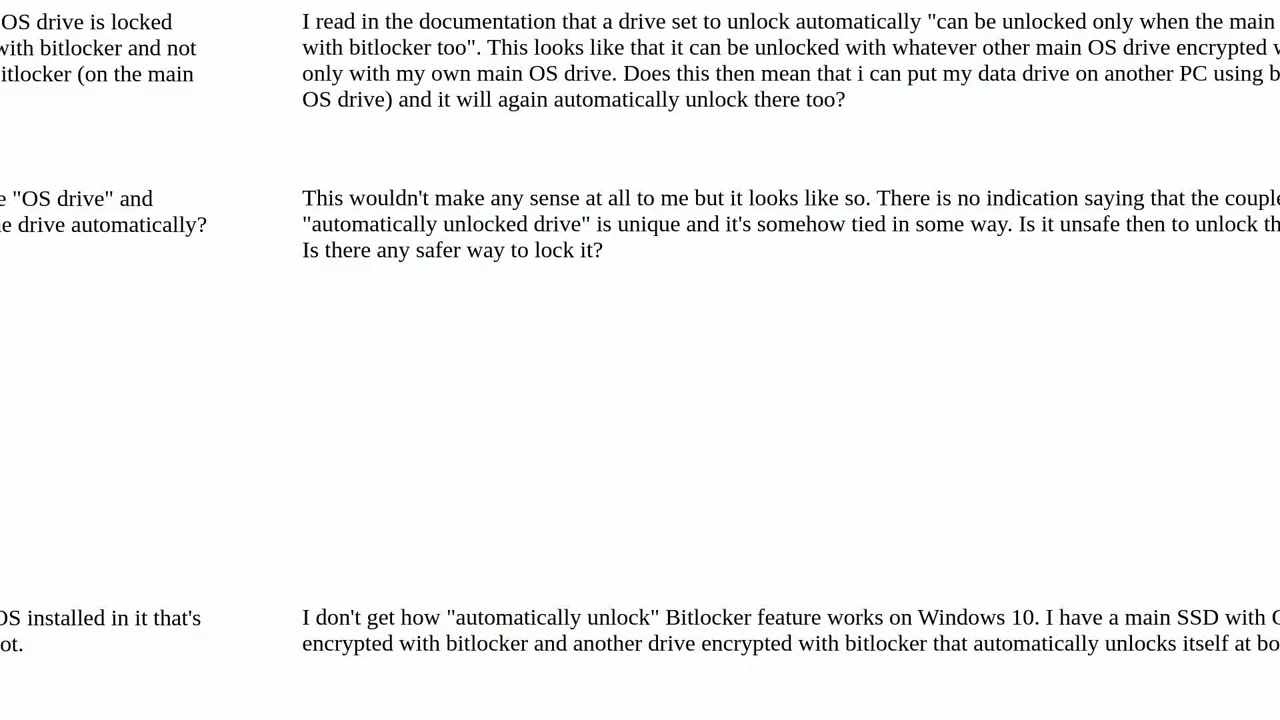 OS drive is locked
with bitlocker and not
itlocker (on the main
I read in the documentation that a drive set to unlock automatically "can be unlocked only when the main
with bitlocker too". This looks like that it can be unlocked with whatever other main OS drive encrypted
only with my own main OS drive. Does this then mean that i can put my data drive on another PC using b
OS drive) and it will again automatically unlock there too?
e "OS drive" and
e drive automatically?
This wouldn't make any sense at all to me but it looks like so. There is no indication saying that the couple
"automatically unlocked drive" is unique and it's somehow tied in some way. Is it unsafe then to unlock th
Is there any safer way to lock it?
OS installed in it that's
ot.
I don't get how "automatically unlock" Bitlocker feature works on Windows 10. I have a main SSD with
encrypted with bitlocker and another drive encrypted with bitlocker that automatically unlocks itself at bo